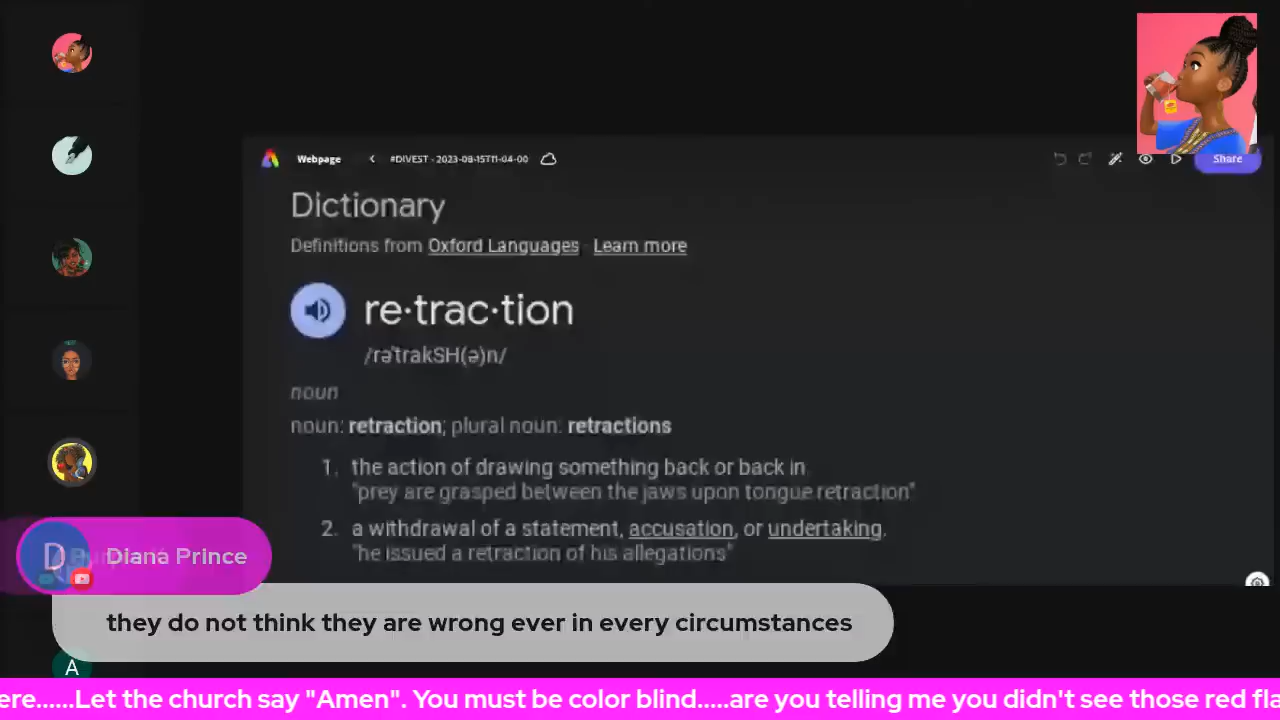 Webpage
#DIVEST - 2023-08-15T11-04-00
Share
Dictionary
Definitions from Oxford Languages · Learn more
re·trac·tion
/rəˈtrakSH(ə)n/
noun
noun: retraction; plural noun: retractions
1. the action of drawing something back or back in
"prey are grasped between the jaws upon tongue retraction"
2. a withdrawal of a statement, accusation, or undertaking.
"he issued a retraction of his allegations"
D Diana Prince
they do not think they are wrong ever in every circumstances
A
ere......Let the church say "Amen". You must be color blind.....are you telling me you didn't see those red fla